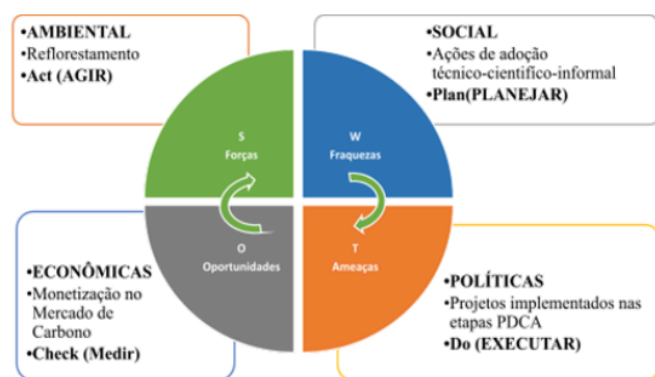 •AMBIENTAL
•Reflorestamento
•Act (AGIR)
•SOCIAL
•Ações de adoção
técnico-cientifico-informal
•Plan(PLANEJAR)
S
Forças
W
Fraquezas
O
Oportunidades
T
Ameaças
•ECONÔMICAS
•Monetização no
Mercado de
Carbono
•Check (Medir)
•POLÍTICAS
•Projetos implementados nas
etapas PDCA
•Do (EXECUTAR)